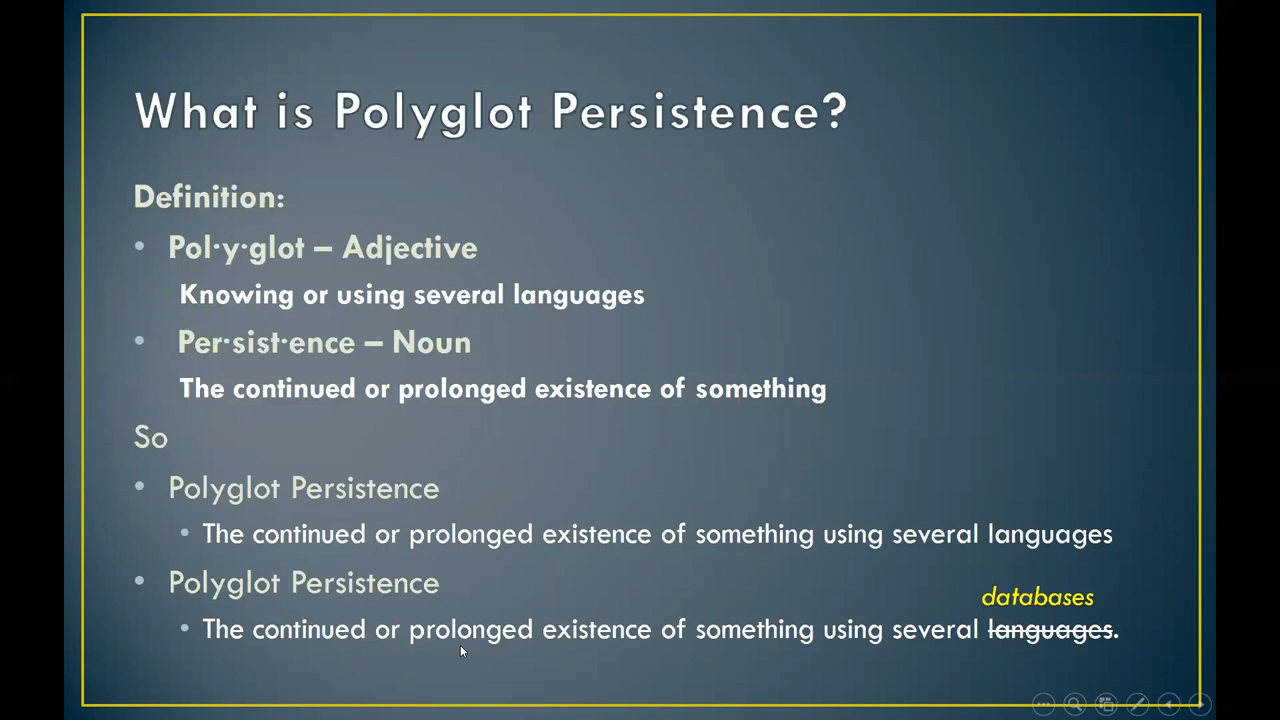 What is Polyglot Persistence?
Definition:
• Pol·y·glot – Adjective
Knowing or using several languages
• Per·sist·ence – Noun
The continued or prolonged existence of something
So
• Polyglot Persistence
• The continued or prolonged existence of something using several languages
• Polyglot Persistence
databases
• The continued or prolonged existence of something using several languages.